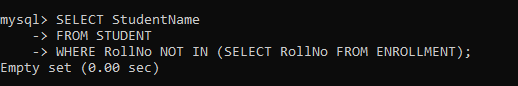 mysql> SELECT StudentName
    -> FROM STUDENT
    -> WHERE RollNo NOT IN (SELECT RollNo FROM ENROLLMENT);
Empty set (0.00 sec)